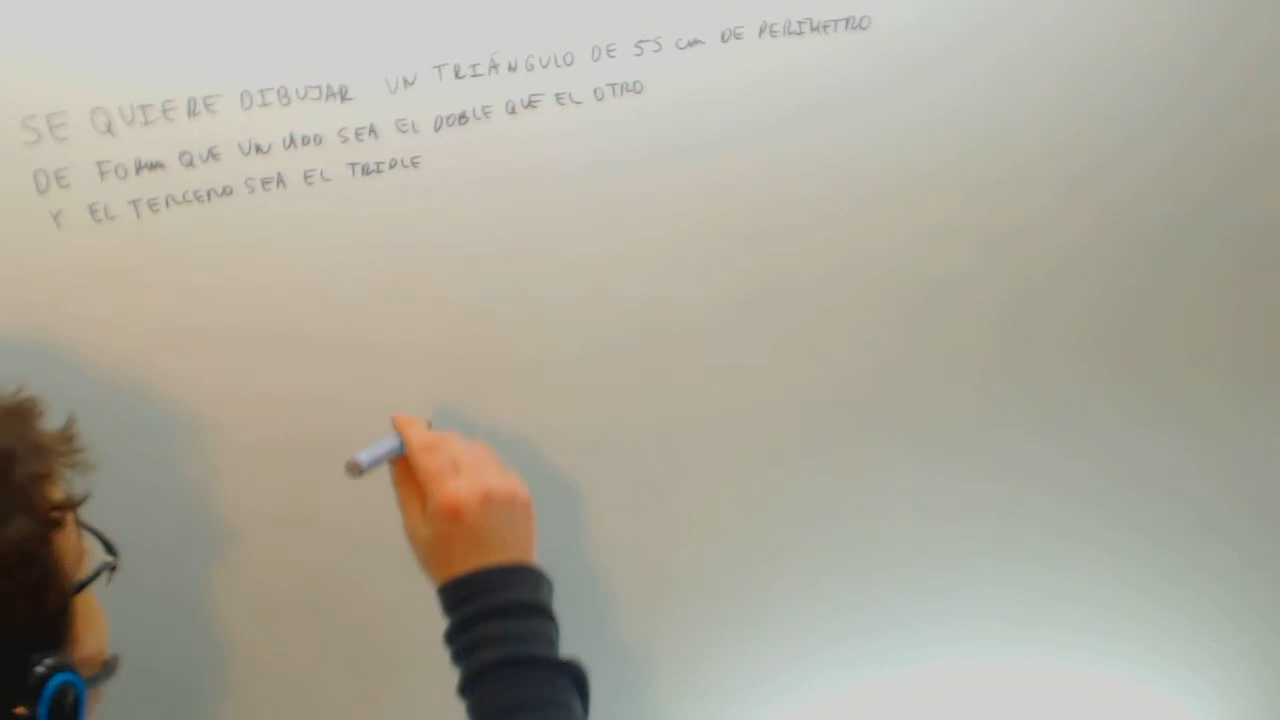 SE QUIERE DIBUJAR UN TRIÁNGULO DE 55 cm DE PERIMETRO
DE FORMA QUE UN LADO SEA EL DOBLE QUE EL OTRO
Y EL TERCERO SEA EL TRIPLE